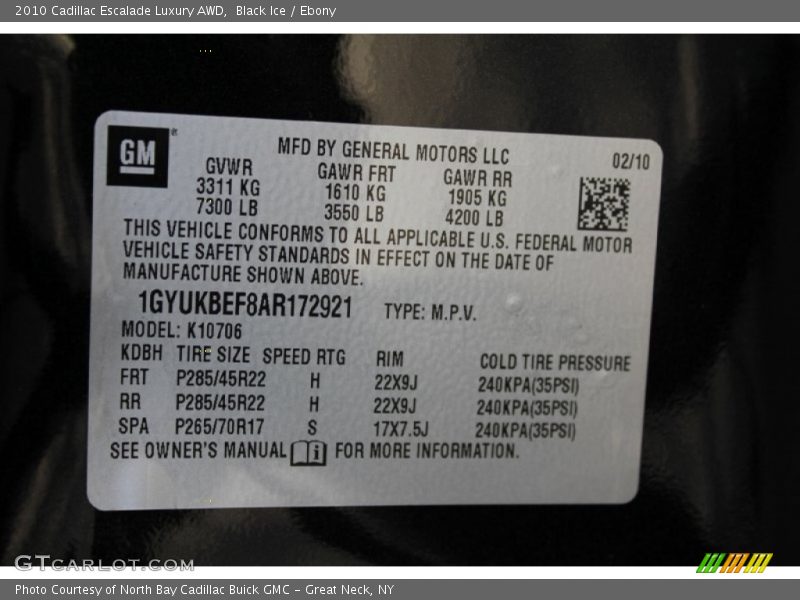 2010 Cadillac Escalade Luxury AWD,  Black Ice / Ebony
GM
MFD BY GENERAL MOTORS LLC
02/10
GVWR GAWR FRT GAWR RR
3311 KG 1610 KG 1905 KG
7300 LB 3550 LB 4200 LB
THIS VEHICLE CONFORMS TO ALL APPLICABLE U.S. FEDERAL MOTOR
VEHICLE SAFETY STANDARDS IN EFFECT ON THE DATE OF
MANUFACTURE SHOWN ABOVE.
1GYUKBEF8AR172921 TYPE: M.P.V.
MODEL: K10706
KDBH TIRE SIZE SPEED RTG RIM COLD TIRE PRESSURE
FRT P285/45R22 H 22X9J 240KPA(35PSI)
RR P285/45R22 H 22X9J 240KPA(35PSI)
SPA P265/70R17 S 17X7.5J 240KPA(35PSI)
SEE OWNER'S MANUAL i FOR MORE INFORMATION.
GTCARLOT.COM
Photo Courtesy of North Bay Cadillac Buick GMC - Great Neck, NY